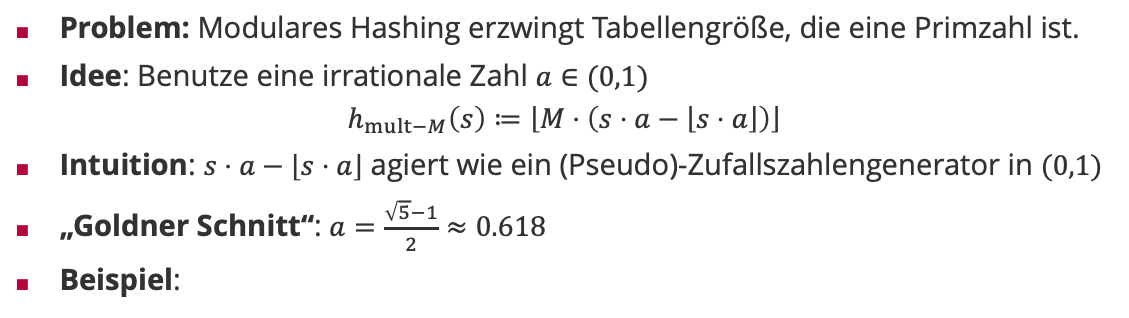 ▪ Problem: Modulares Hashing erzwingt Tabellengröße, die eine Primzahl ist.
▪ Idee: Benutze eine irrationale Zahl 𝑎 ∈ (0,1)
ℎmult−𝑀(𝑠) ≔ ⌊𝑀 ⋅ (𝑠 ⋅ 𝑎 − ⌊𝑠 ⋅ 𝑎⌋)⌋
▪ Intuition: 𝑠 ⋅ 𝑎 − ⌊𝑠 ⋅ 𝑎⌋ agiert wie ein (Pseudo)-Zufallszahlengenerator in (0,1)
▪ „Goldner Schnitt“: 𝑎 = (√5−1)/2 ≈ 0.618
▪ Beispiel: